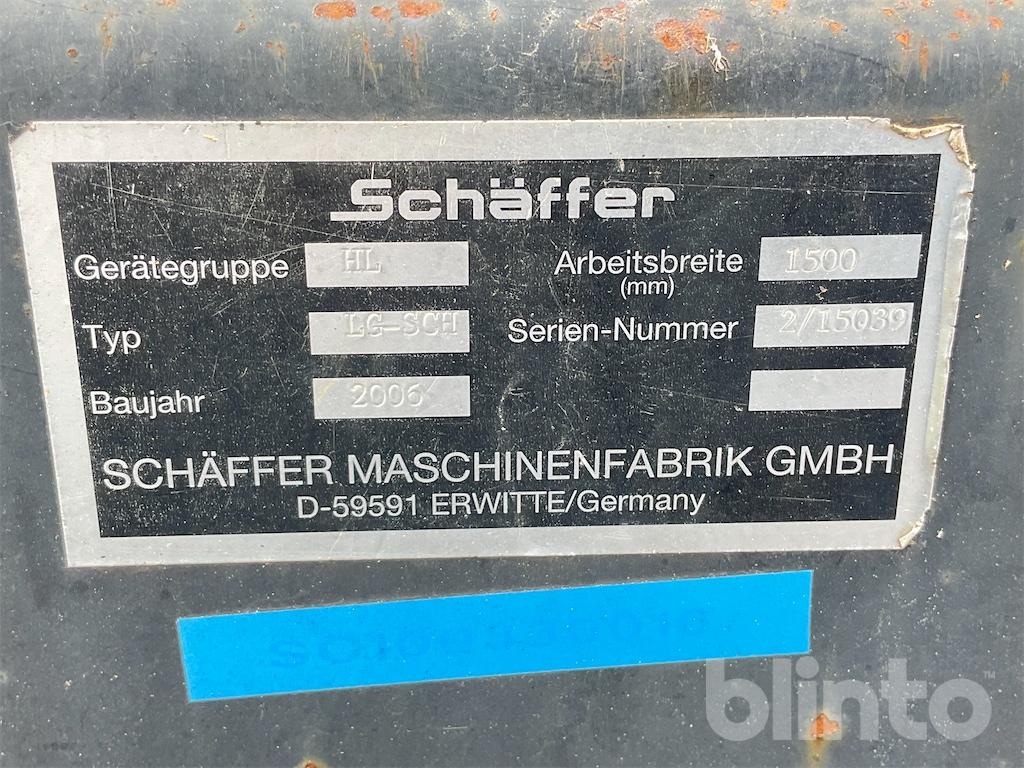 Schäffer
Gerätegruppe HL Arbeitsbreite (mm) 1500
Typ LG-SCH Serien-Nummer 2/15039
Baujahr 2006
SCHÄFFER MASCHINENFABRIK GMBH
D-59591 ERWITTE/Germany
blinto